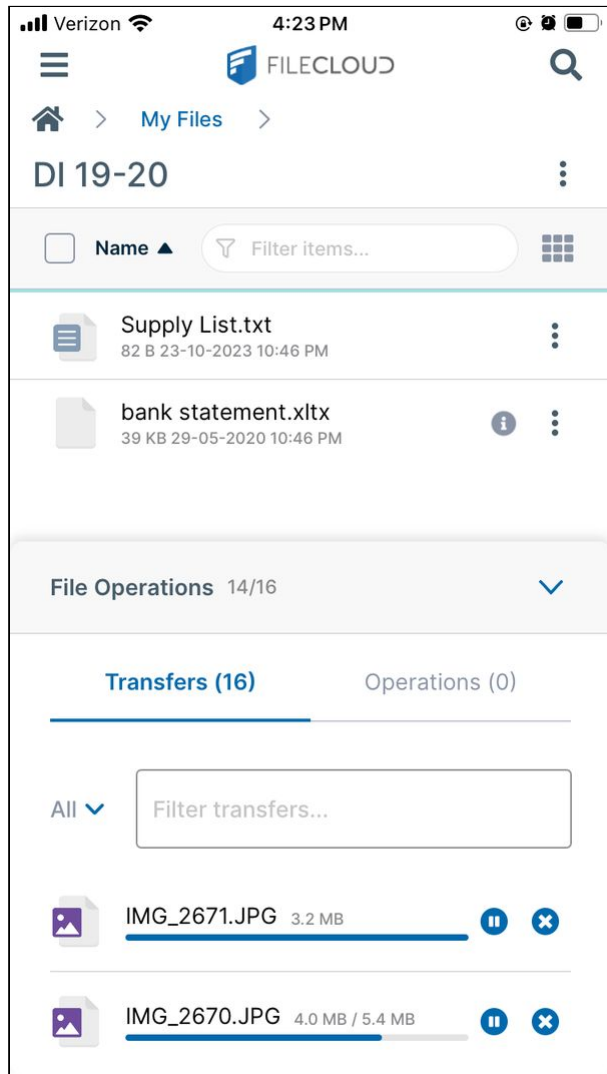 Verizon 4:23 PM
FILECLOUD
My Files
DI 19-20
Name Filter items...
Supply List.txt
82 B 23-10-2023 10:46 PM
bank statement.xltx
39 KB 29-05-2020 10:46 PM
File Operations 14/16
Transfers (16) Operations (0)
All Filter transfers...
IMG_2671.JPG 3.2 MB
IMG_2670.JPG 4.0 MB / 5.4 MB